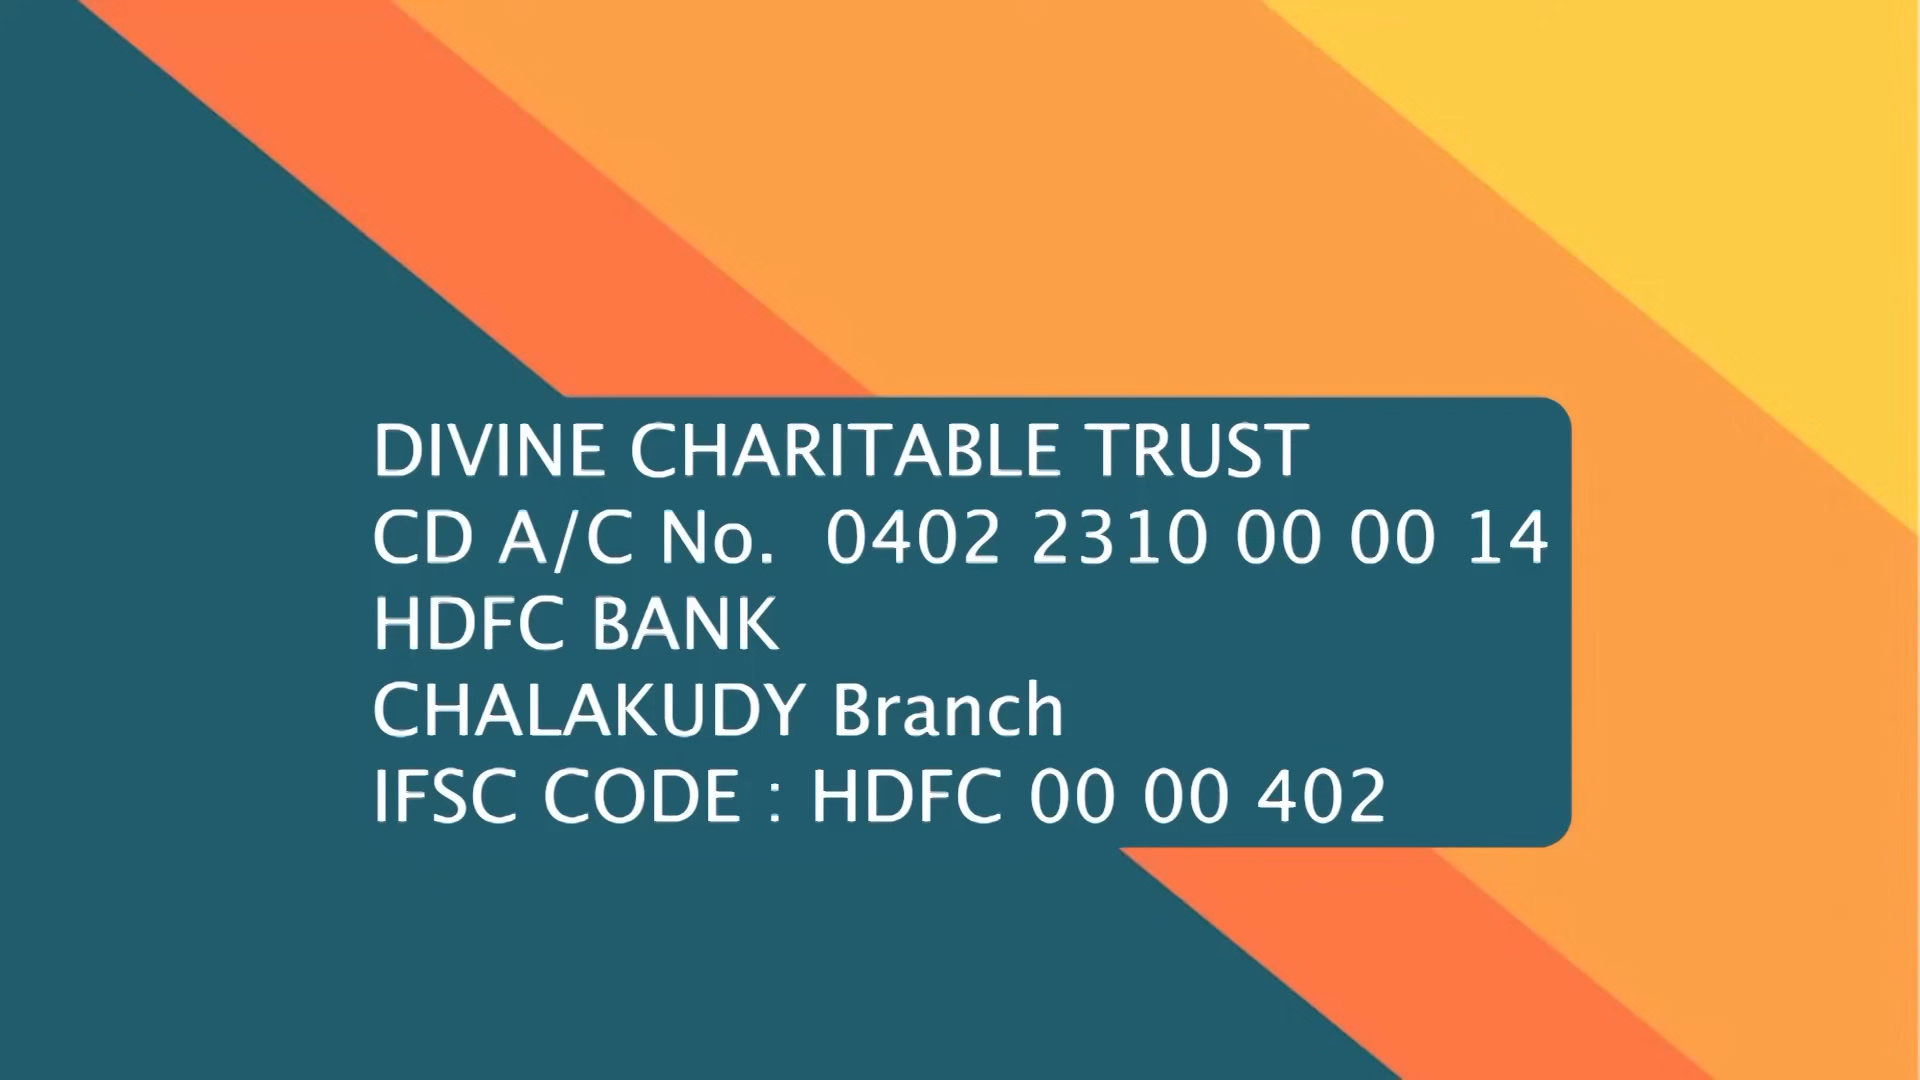 DIVINE CHARITABLE TRUST
CD A/C No. 0402 2310 00 00 14
HDFC BANK
CHALAKUDY Branch
IFSC CODE : HDFC 00 00 402